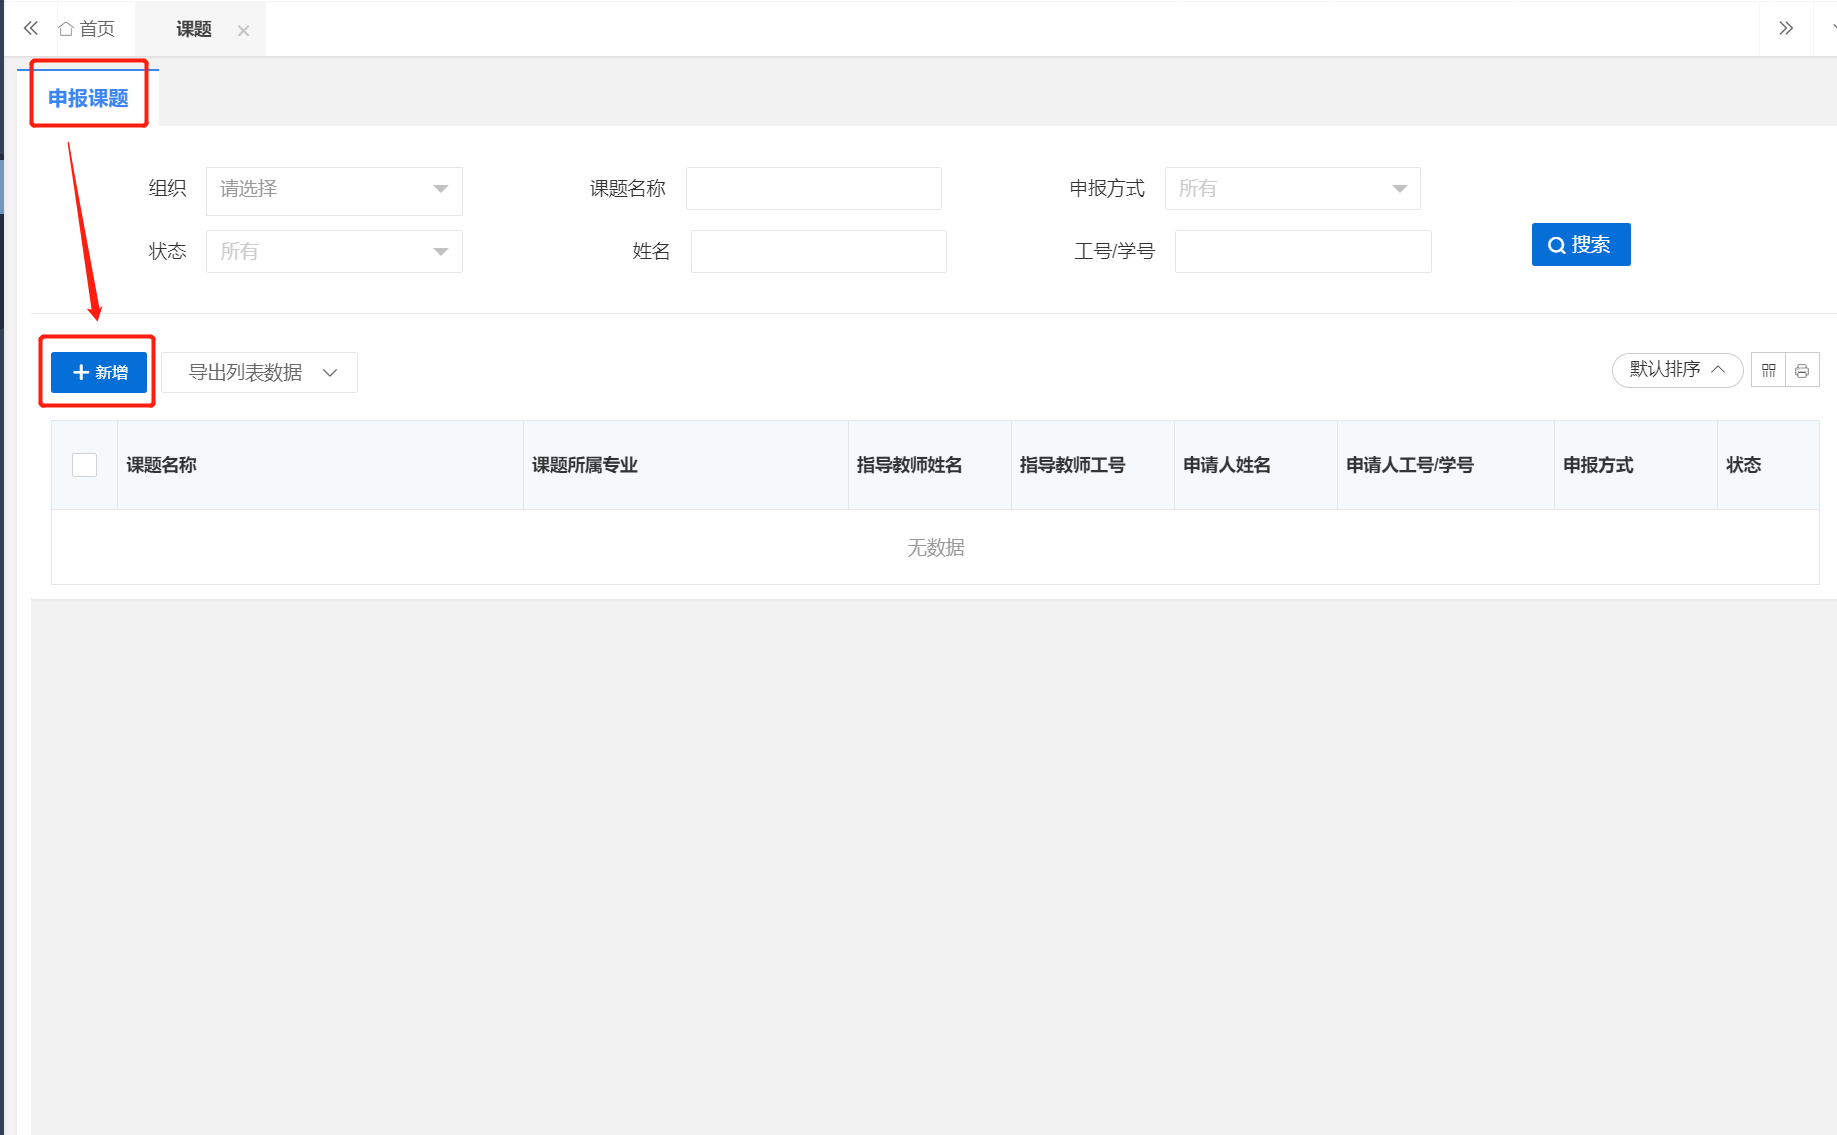 首页 课题
申报课题
组织 请选择 课题名称 申报方式 所有
状态 所有 姓名 工号/学号 搜索
新增 导出列表数据 默认排序
课题名称 课题所属专业 指导教师姓名 指导教师工号 申请人姓名 申请人工号/学号 申报方式 状态
无数据